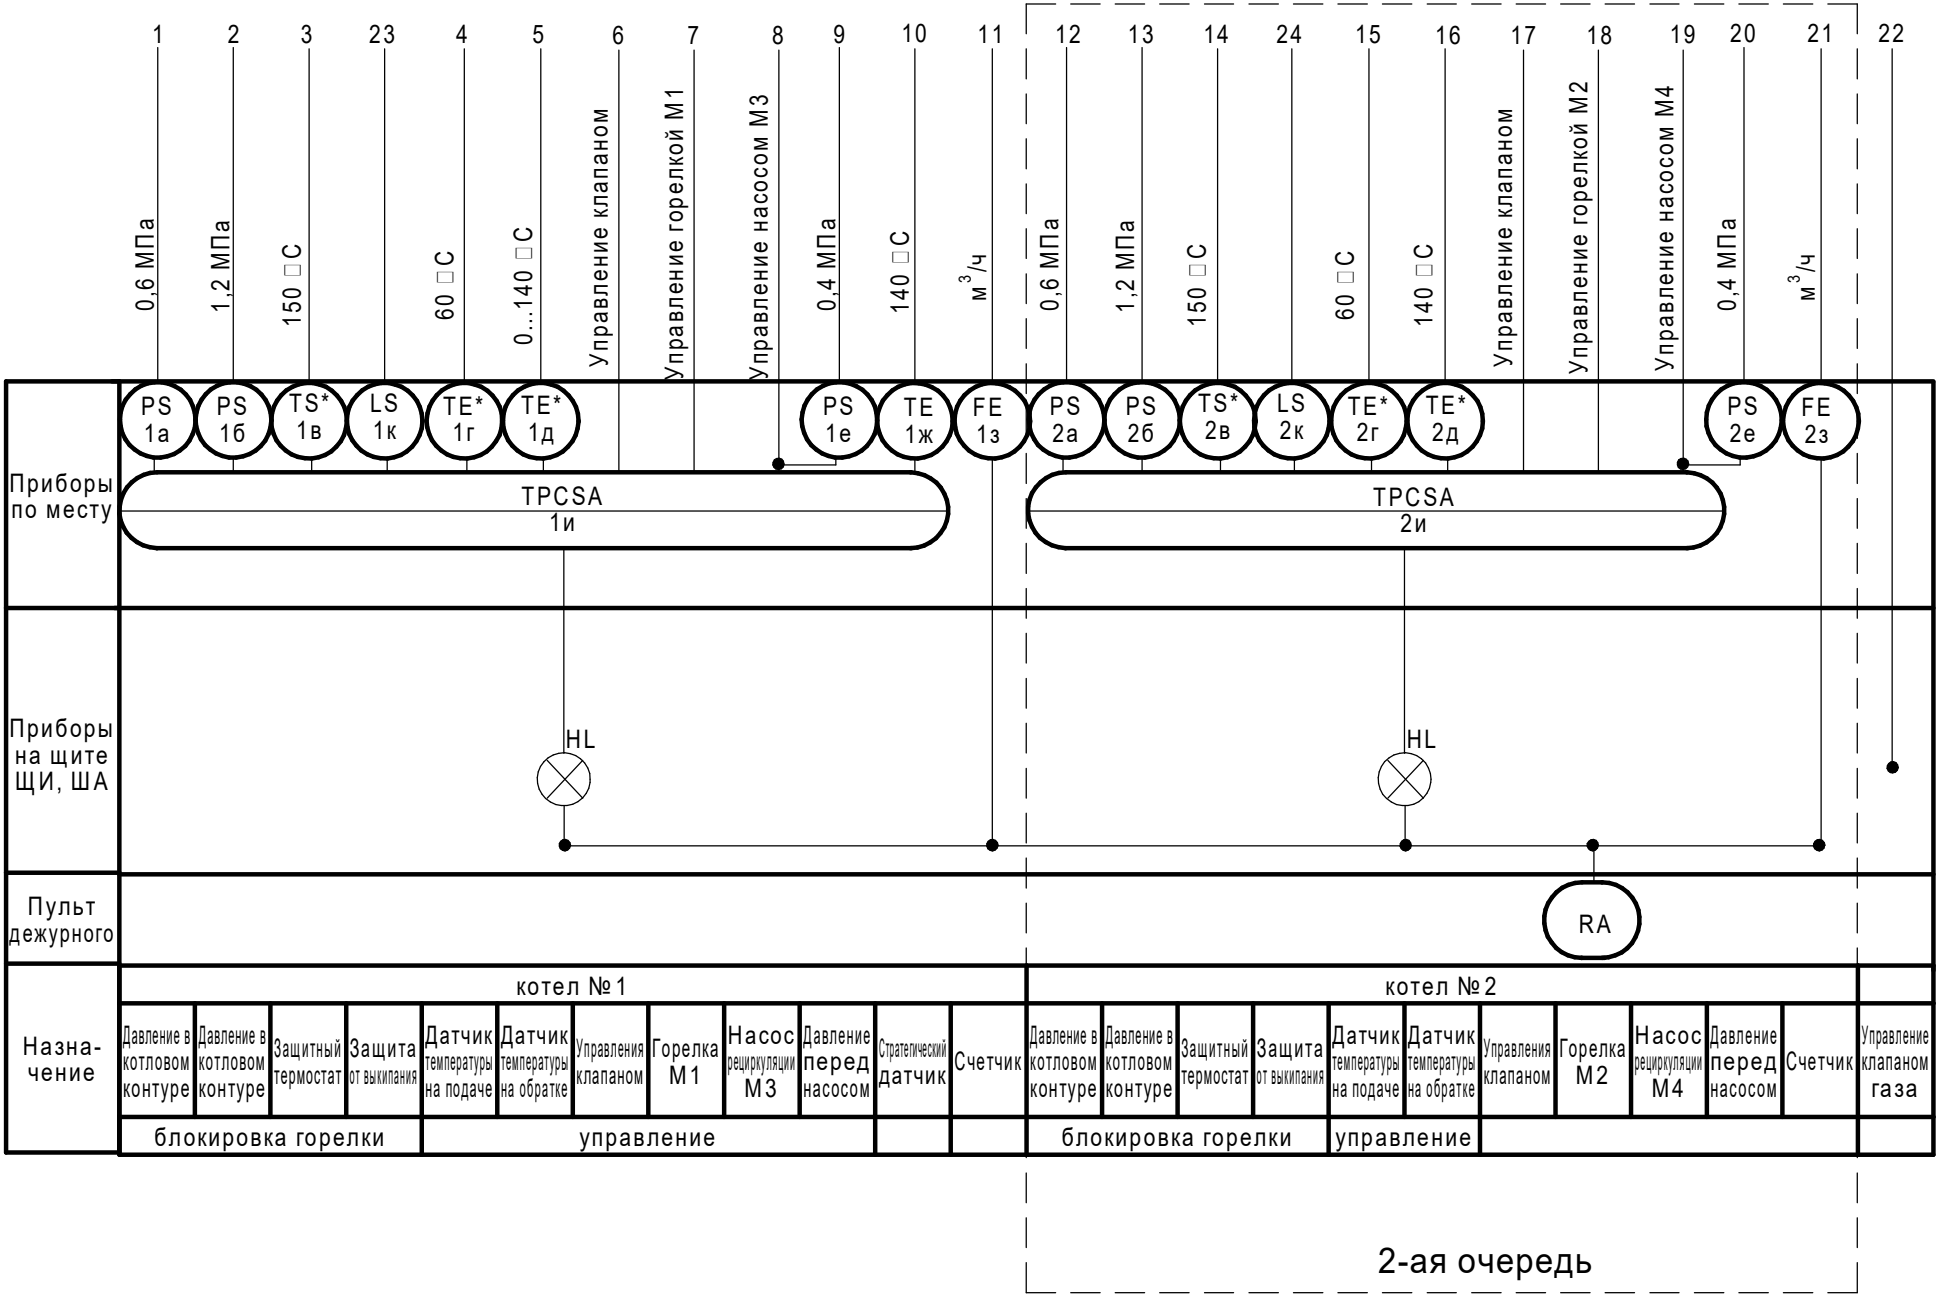 1 2 3 23 4 5 6 7 8 9 10 11 12 13 14 24 15 16 17 18 19 20 21 22
0,6 МПа
1,2 МПа
150 □ C
60 □ C
0...140 □ C
Управление клапаном
Управление горелкой М1
Управление насосом М3
0,4 МПа
140 □ C
м³/ч
0,6 МПа
1,2 МПа
150 □ C
60 □ C
140 □ C
Управление клапаном
Управление горелкой М2
Управление насосом М4
0,4 МПа
м³/ч
Приборы
по месту
PS
1а
PS
1б
TS*
1в
LS
1к
TE*
1г
TE*
1д
PS
1е
TE
1ж
FE
1з
PS
2а
PS
2б
TS*
2в
LS
2к
TE*
2г
TE*
2д
PS
2е
FE
2з
TPCSA
1и
TPCSA
2и
Приборы
на щите
ЩИ, ША
HL
HL
Пульт
дежурного
RA
Назна-
чение
котел №1
котел №2
Давление в
котловом
контуре
Давление в
котловом
контуре
Защитный
термостат
Защита
от выкипания
Датчик
температуры
на подаче
Датчик
температуры
на обратке
Управления
клапаном
Горелка
М1
Насос
рециркуляции
М3
Давление
перед
насосом
Стратегический
датчик
Счетчик
Давление в
котловом
контуре
Давление в
котловом
контуре
Защитный
термостат
Защита
от выкипания
Датчик
температуры
на подаче
Датчик
температуры
на обратке
Управления
клапаном
Горелка
М2
Насос
рециркуляции
М4
Давление
перед
насосом
Счетчик
Управление
клапаном
газа
блокировка горелки
управление
блокировка горелки
управление
2-ая очередь